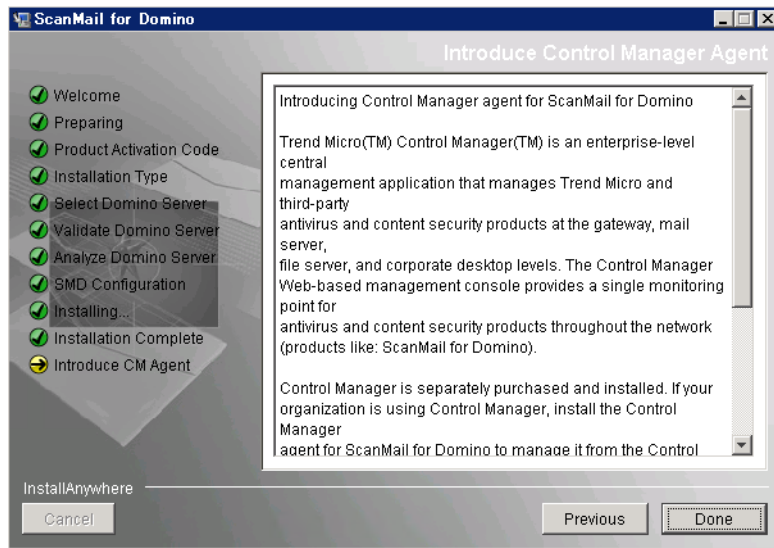 ScanMail for Domino
Introduce Control Manager Agent
Welcome
Preparing
Product Activation Code
Installation Type
Select Domino Server
Validate Domino Server
Analyze Domino Server
SMD Configuration
Installing...
Installation Complete
Introduce CM Agent
Introducing Control Manager agent for ScanMail for Domino
Trend Micro(TM) Control Manager(TM) is an enterprise-level
central
management application that manages Trend Micro and
third-party
antivirus and content security products at the gateway, mail
server,
file server, and corporate desktop levels. The Control Manager
Web-based management console provides a single monitoring
point for
antivirus and content security products throughout the network
(products like: ScanMail for Domino).
Control Manager is separately purchased and installed. If your
organization is using Control Manager, install the Control
Manager
agent for ScanMail for Domino to manage it from the Control
InstallAnywhere
Cancel
Previous
Done